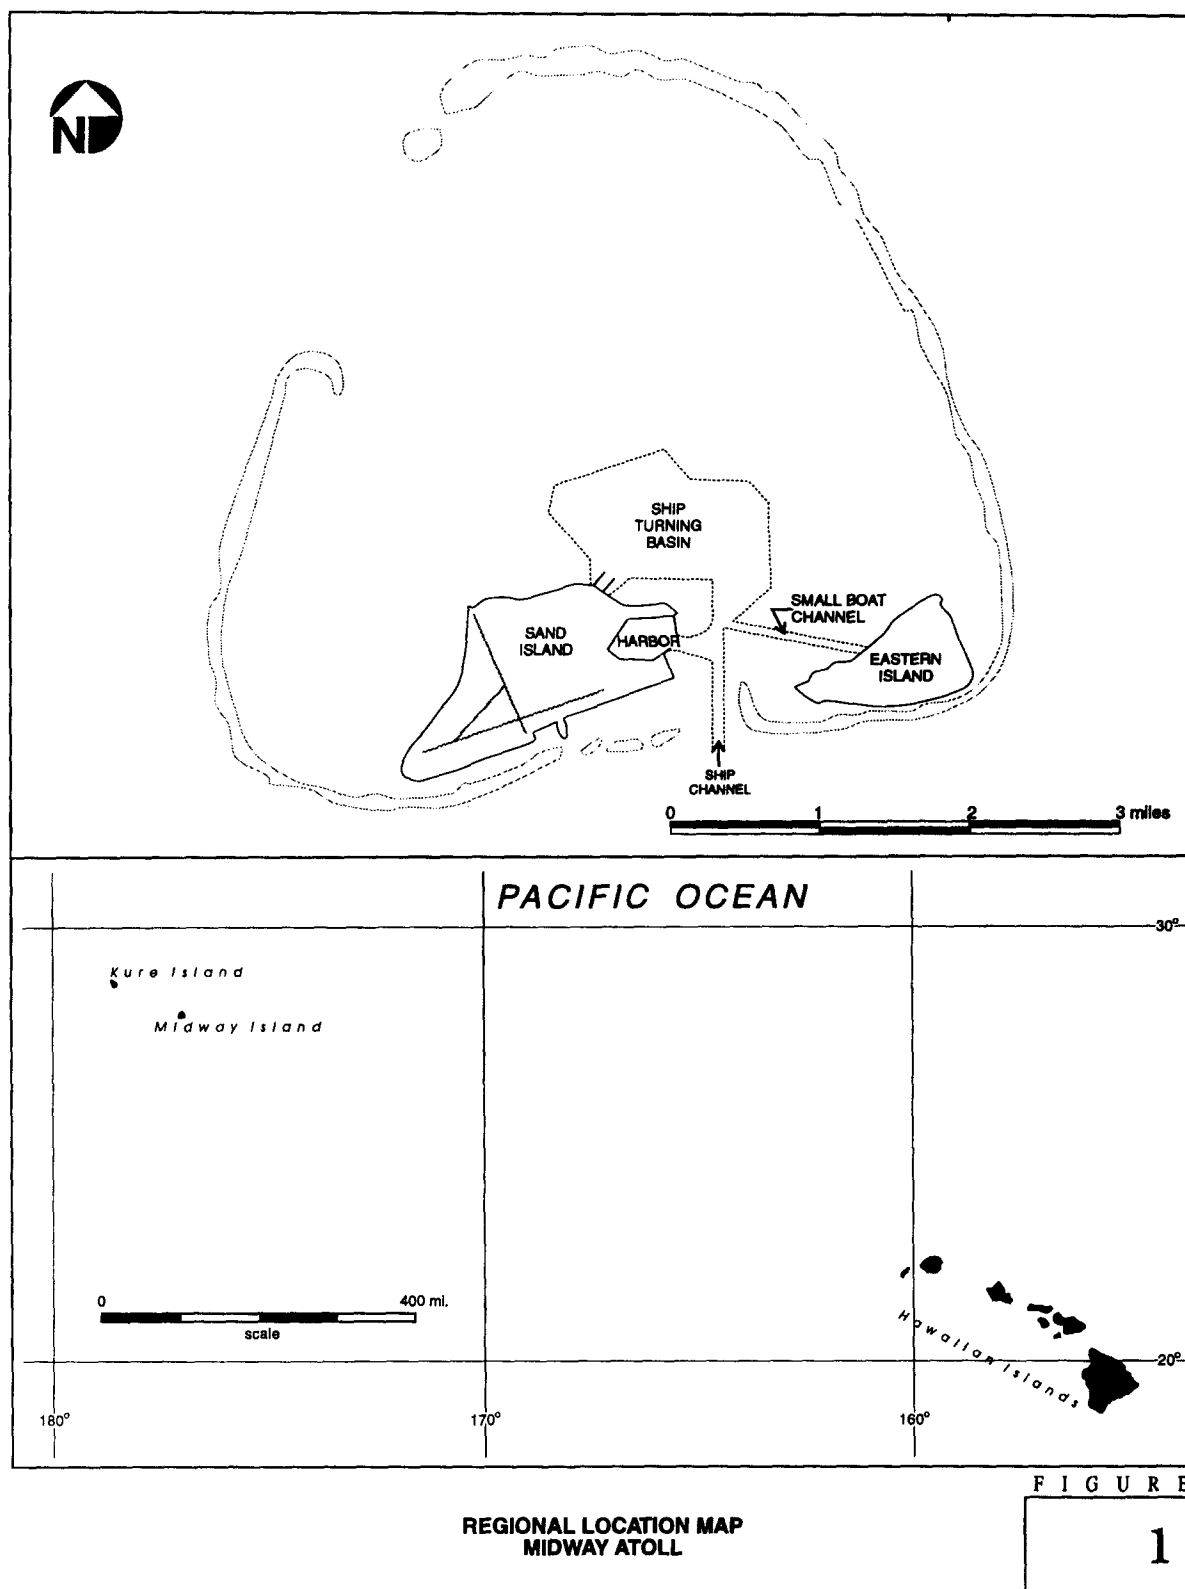 N
SHIP
TURNING
BASIN
SMALL BOAT
CHANNEL
SAND
ISLAND
HARBOR
EASTERN
ISLAND
SHIP
CHANNEL
0 1 2 3 miles
PACIFIC OCEAN
30°
Kure Island
Midway Island
0 400 mi.
scale
Hawaiian Islands
20°
180° 170° 160°
FIGURE
REGIONAL LOCATION MAP
MIDWAY ATOLL
1